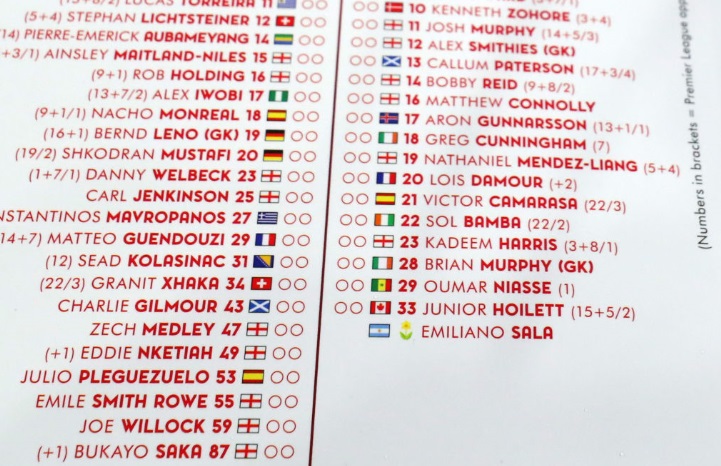 LUCAS TORREIRA 11
(5+4) STEPHAN LICHTSTEINER 12
14) PIERRE-EMERICK AUBAMEYANG 14
+3/1) AINSLEY MAITLAND-NILES 15
(9+1) ROB HOLDING 16
(13+7/2) ALEX IWOBI 17
(9+1/1) NACHO MONREAL 18
(16+1) BERND LENO (GK) 19
(19/2) SHKODRAN MUSTAFI 20
(1+7/1) DANNY WELBECK 23
CARL JENKINSON 25
NSTANTINOS MAVROPANOS 27
14+7) MATTEO GUENDOUZI 29
(12) SEAD KOLASINAC 31
(22/3) GRANIT XHAKA 34
CHARLIE GILMOUR 43
ZECH MEDLEY 47
(+1) EDDIE NKETIAH 49
JULIO PLEGUEZUELO 53
EMILE SMITH ROWE 55
JOE WILLOCK 59
(+1) BUKAYO SAKA 87
10 KENNETH ZOHORE (3+4)
11 JOSH MURPHY (14+5/3)
12 ALEX SMITHIES (GK)
13 CALLUM PATERSON (17+3/4)
14 BOBBY REID (9+8/2)
16 MATTHEW CONNOLLY
17 ARON GUNNARSSON (13+1/1)
18 GREG CUNNINGHAM (7)
19 NATHANIEL MENDEZ-LIANG (5+4)
20 LOIS DAMOUR (+2)
21 VICTOR CAMARASA (22/3)
22 SOL BAMBA (22/2)
23 KADEEM HARRIS (3+8/1)
28 BRIAN MURPHY (GK)
29 OUMAR NIASSE (1)
33 JUNIOR HOILETT (15+5/2)
EMILIANO SALA
(Numbers in brackets = Premier League app